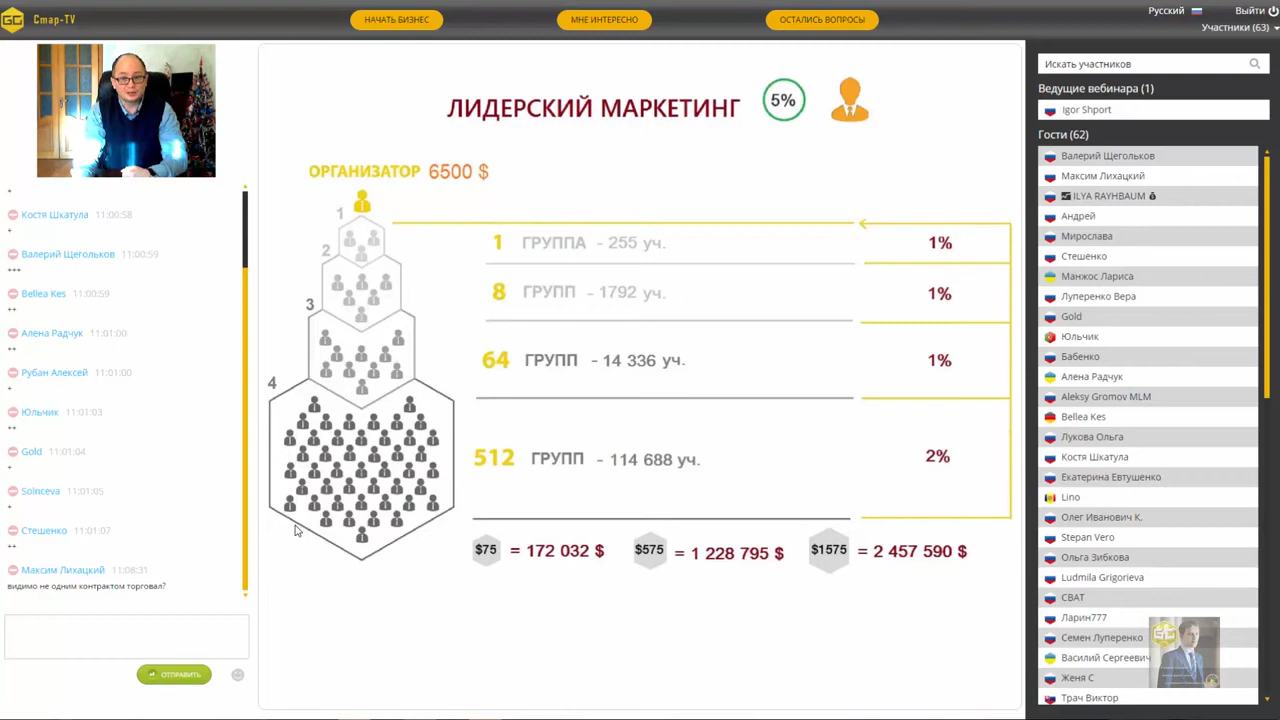 Стар-TV
НАЧАТЬ БИЗНЕС
МНЕ ИНТЕРЕСНО
ОСТАЛИСЬ ВОПРОСЫ
Русский
Выйти
Участники (63)
+
Костя Шкатула 11:00:58
+
Валерий Щегольков 11:00:59
+++
Bellea Kes 11:00:59
++
Алена Радчук 11:01:00
++
Рубан Алексей 11:01:00
+
Юльчик 11:01:03
++
Gold 11:01:04
+
Solnceva 11:01:05
+
Стешенко 11:01:07
++
Максим Лихацкий 11:08:31
видимо не одним контрактом торговал?
ОТПРАВИТЬ
ЛИДЕРСКИЙ МАРКЕТИНГ 5%
ОРГАНИЗАТОР 6500 $
1
2
3
4
1 ГРУППА - 255 уч. 1%
8 ГРУПП - 1792 уч. 1%
64 ГРУПП - 14 336 уч. 1%
512 ГРУПП - 114 688 уч. 2%
$75 = 172 032 $ $575 = 1 228 795 $ $1575 = 2 457 590 $
Искать участников
Ведущие вебинара (1)
Igor Shport
Гости (62)
Валерий Щегольков
Максим Лихацкий
ILYA RAYHBAUM
Андрей
Мирослава
Стешенко
Манжос Лариса
Луперенко Вера
Gold
Юльчик
Бабенко
Алена Радчук
Aleksy Gromov MLM
Bellea Kes
Лукова Ольга
Костя Шкатула
Екатерина Евтушенко
Lino
Олег Иванович К.
Stepan Vero
Ольга Зибкова
Ludmila Grigorieva
СВАТ
Ларин777
Семен Луперенко
Василий Сергеевич
Женя С
Трач Виктор